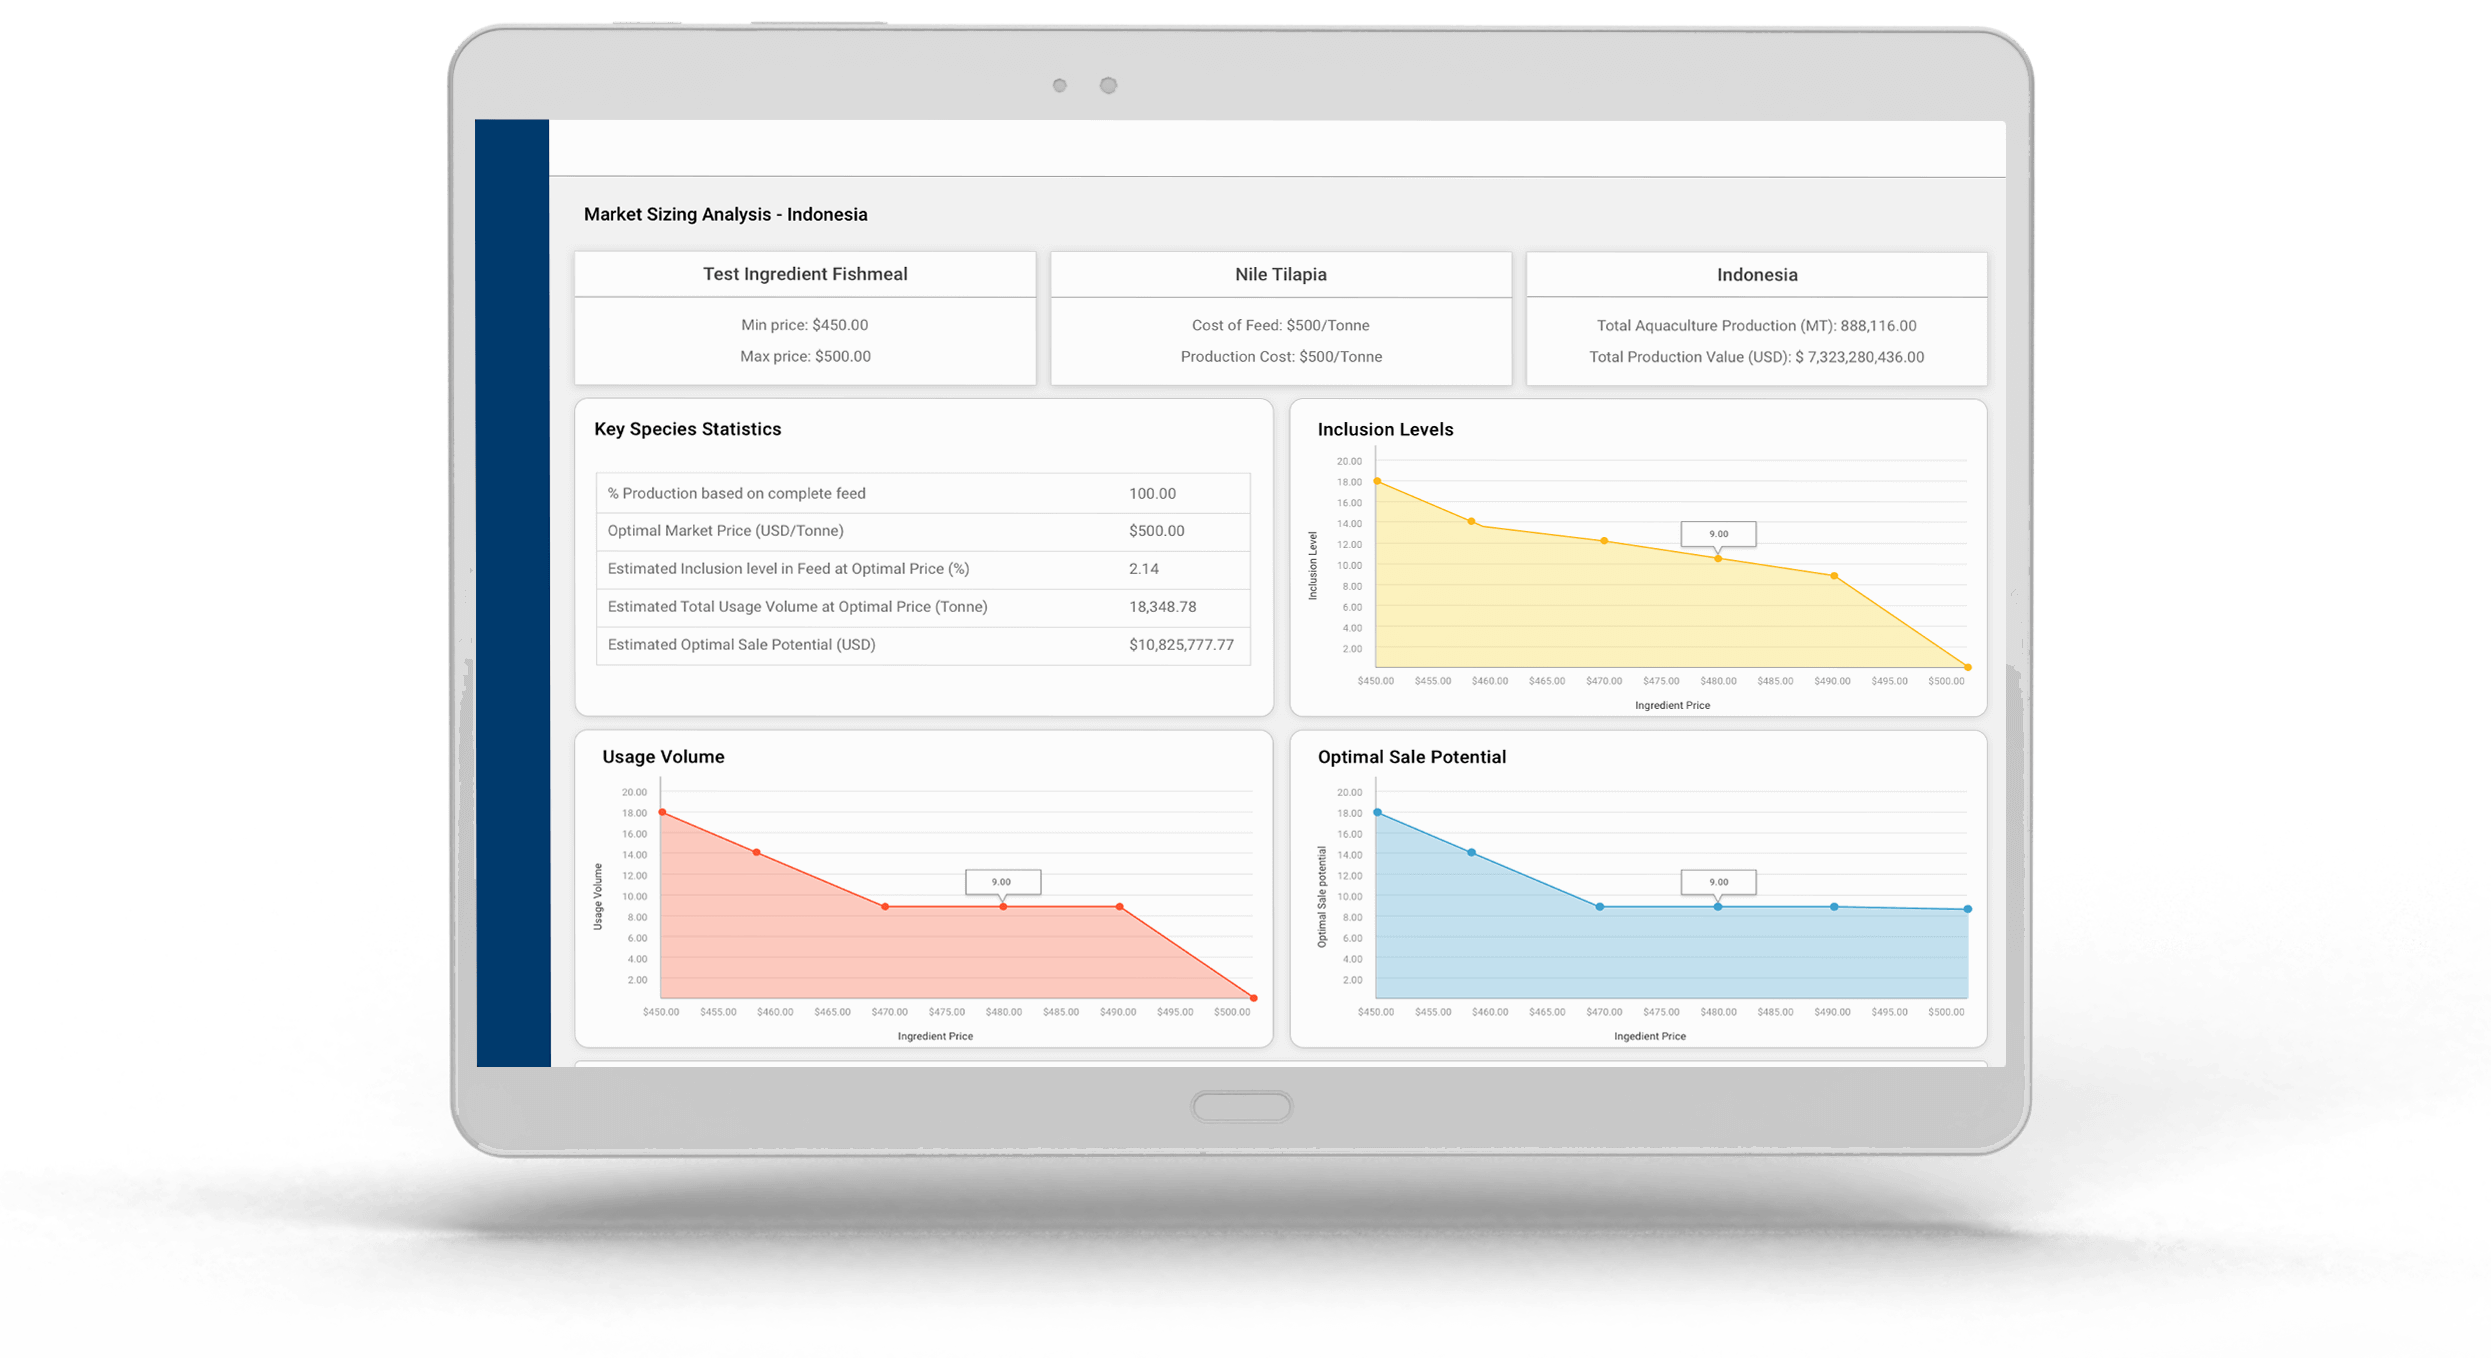 Market Sizing Analysis - Indonesia
Test Ingredient Fishmeal
Min price: $450.00
Max price: $500.00
Nile Tilapia
Cost of Feed: $500/Tonne
Production Cost: $500/Tonne
Indonesia
Total Aquaculture Production (MT): 888,116.00
Total Production Value (USD): $ 7,323,280,436.00
Key Species Statistics
% Production based on complete feed 100.00
Optimal Market Price (USD/Tonne) $500.00
Estimated Inclusion level in Feed at Optimal Price (%) 2.14
Estimated Total Usage Volume at Optimal Price (Tonne) 18,348.78
Estimated Optimal Sale Potential (USD) $10,825,777.77
Inclusion Levels
Inclusion Level
20.00
18.00
16.00
14.00
12.00
10.00
8.00
6.00
4.00
2.00
9.00
$450.00 $455.00 $460.00 $465.00 $470.00 $475.00 $480.00 $485.00 $490.00 $495.00 $500.00
Ingredient Price
Usage Volume
Usage Volume
20.00
18.00
16.00
14.00
12.00
10.00
8.00
6.00
4.00
2.00
9.00
$450.00 $455.00 $460.00 $465.00 $470.00 $475.00 $480.00 $485.00 $490.00 $495.00 $500.00
Ingredient Price
Optimal Sale Potential
Optimal Sale potential
20.00
18.00
16.00
14.00
12.00
10.00
8.00
6.00
4.00
2.00
9.00
$450.00 $455.00 $460.00 $465.00 $470.00 $475.00 $480.00 $485.00 $490.00 $495.00 $500.00
Ingedient Price